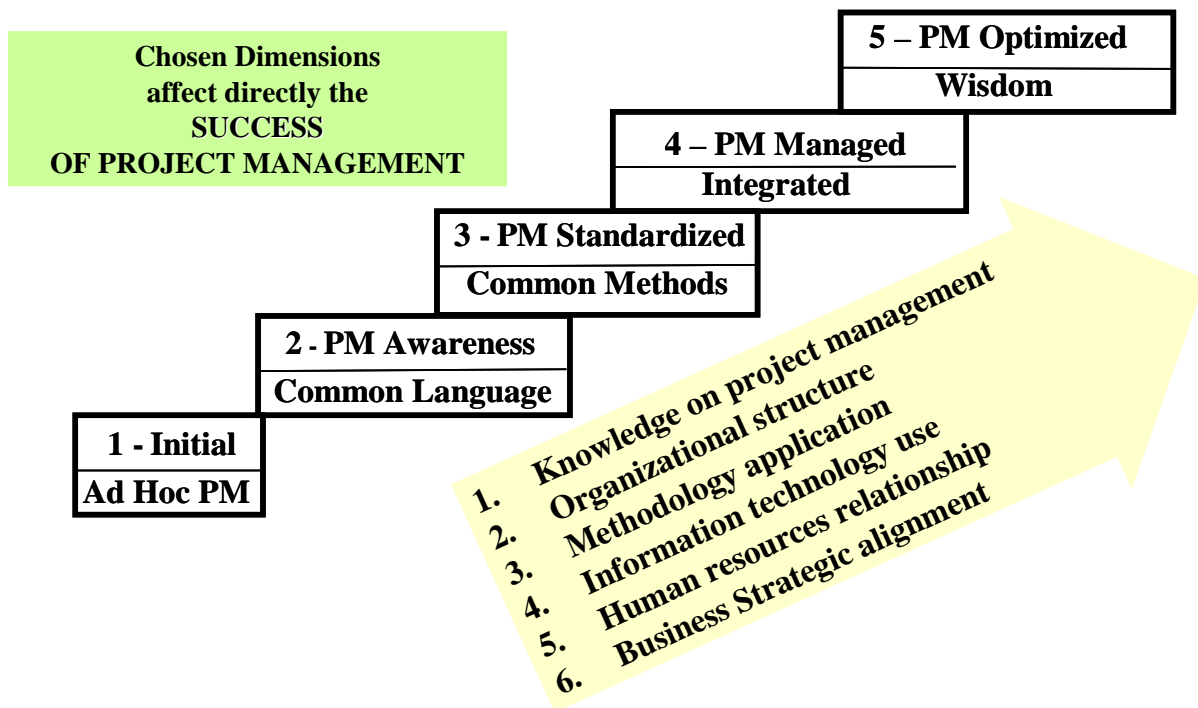 Chosen Dimensions
affect directly the
SUCCESS
OF PROJECT MANAGEMENT
5 – PM Optimized
Wisdom
4 – PM Managed
Integrated
3 - PM Standardized
Common Methods
2 - PM Awareness
Common Language
1 - Initial
Ad Hoc PM
1. Knowledge on project management
2. Organizational structure
3. Methodology application
4. Information technology use
5. Human resources relationship
6. Business Strategic alignment